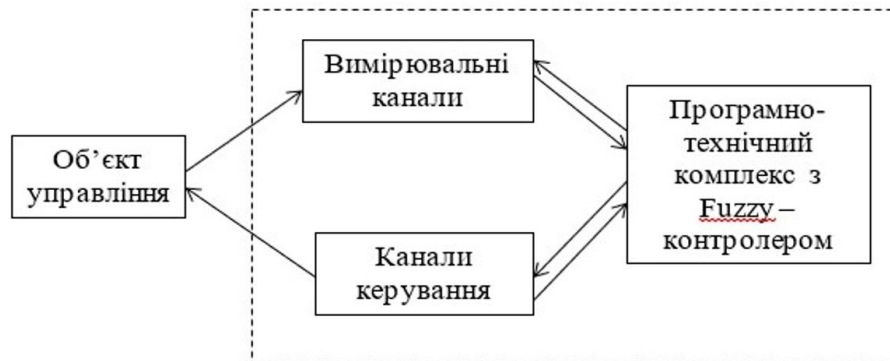 Вимірювальні
канали
Програмно-
технічний
комплекс з
Fuzzy –
контролером
Об’єкт
управління
Канали
керування